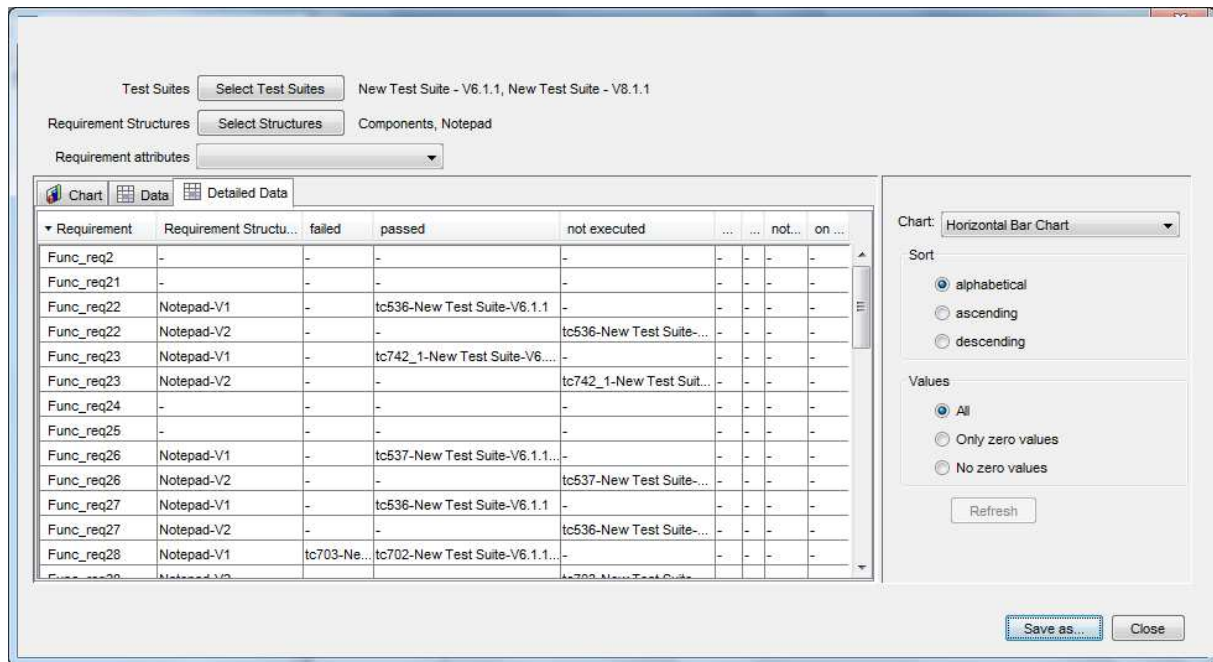 Test Suites Select Test Suites New Test Suite - V6.1.1, New Test Suite - V8.1.1
Requirement Structures Select Structures Components, Notepad
Requirement attributes
Chart Data Detailed Data
Requirement Requirement Structu... failed passed not executed ... ... not... on ...
Func_req2 - - - - - - - -
Func_req21 - - - - - - - -
Func_req22 Notepad-V1 - tc536-New Test Suite-V6.1.1 - - - - -
Func_req22 Notepad-V2 - - tc536-New Test Suite-... - - - -
Func_req23 Notepad-V1 - tc742_1-New Test Suite-V6.... - - - - -
Func_req23 Notepad-V2 - - tc742_1-New Test Suit... - - - -
Func_req24 - - - - - - - -
Func_req25 - - - - - - - -
Func_req26 Notepad-V1 - tc537-New Test Suite-V6.1.1... - - - - -
Func_req26 Notepad-V2 - - tc537-New Test Suite-... - - - -
Func_req27 Notepad-V1 - tc536-New Test Suite-V6.1.1 - - - - -
Func_req27 Notepad-V2 - - tc536-New Test Suite-... - - - -
Func_req28 Notepad-V1 tc703-Ne... tc702-New Test Suite-V6.1.1... - - - - -
Chart: Horizontal Bar Chart
Sort
alphabetical
ascending
descending
Values
All
Only zero values
No zero values
Refresh
Save as... Close